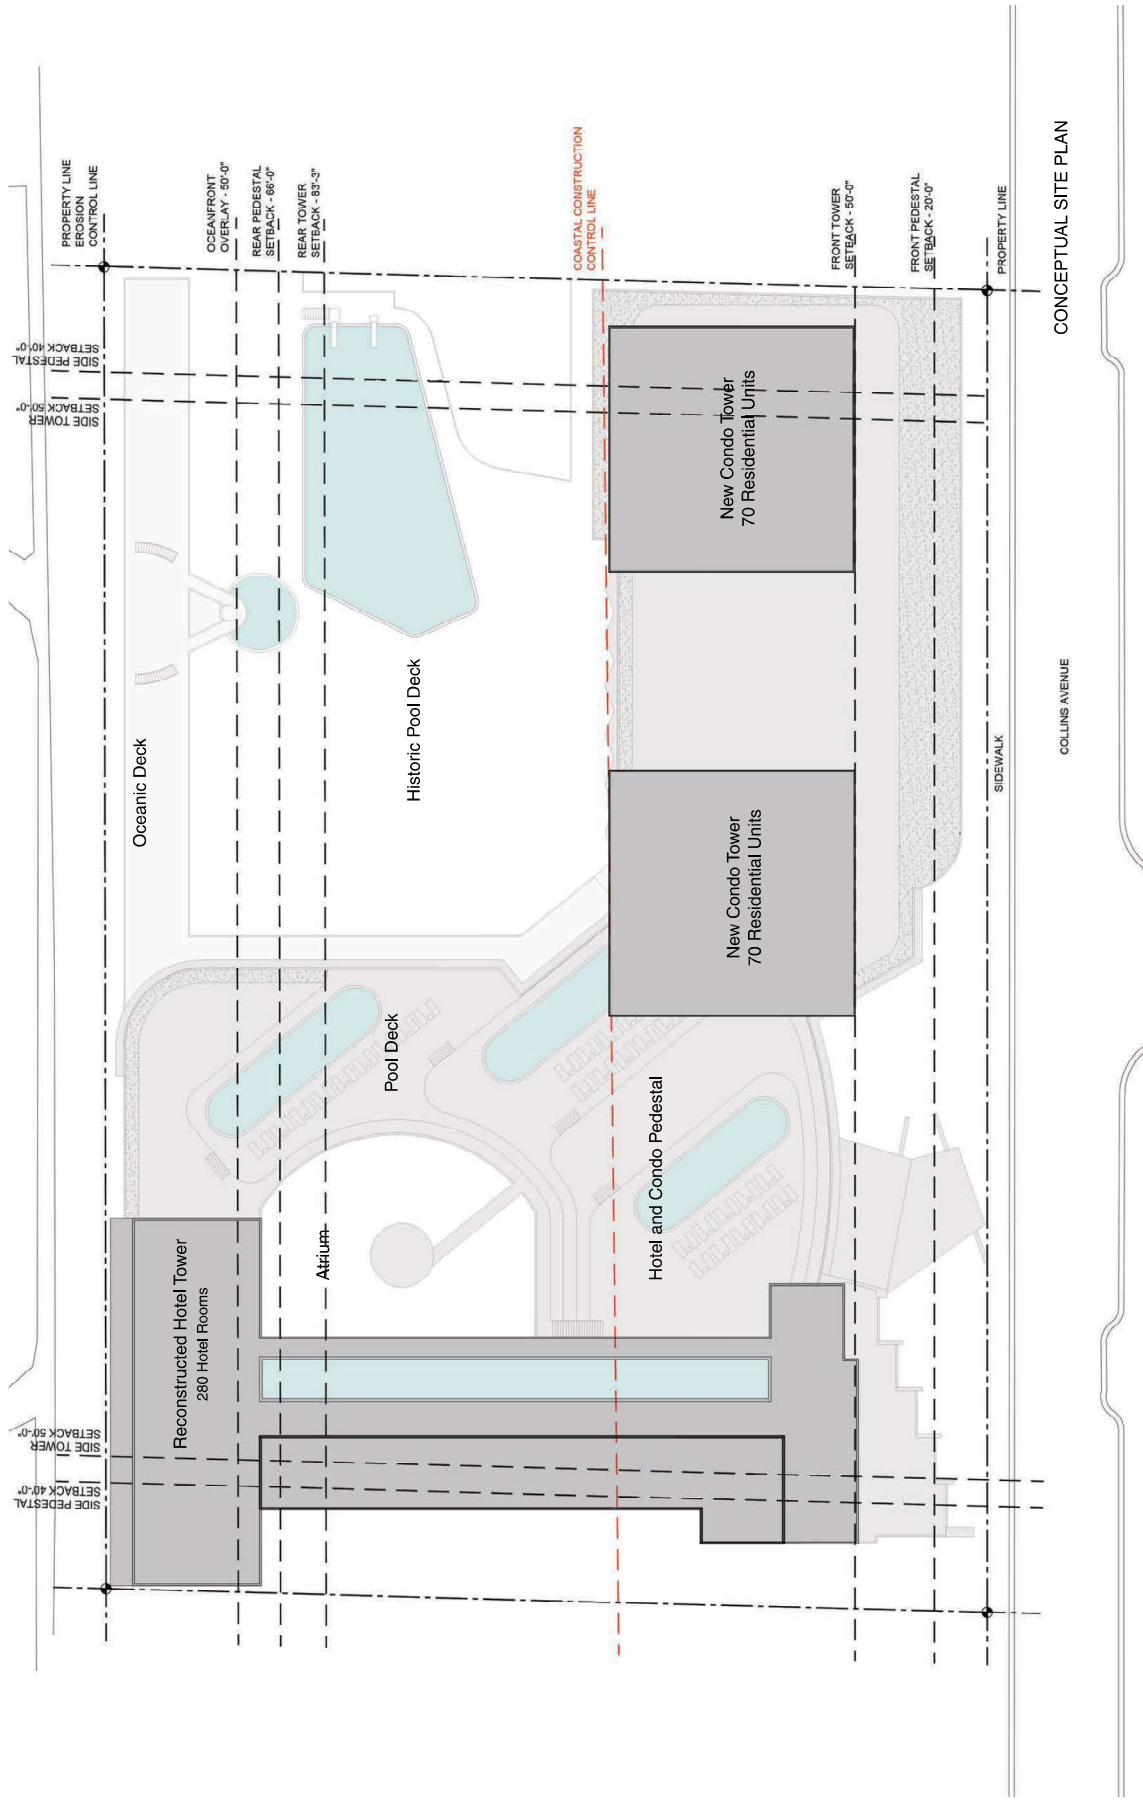 PROPERTY LINE
EROSION
CONTROL LINE
OCEANFRONT
OVERLAY - 50'-0"
REAR PEDESTAL
SETBACK - 66'-0"
REAR TOWER
SETBACK - 83'-3"
COASTAL CONSTRUCTION
CONTROL LINE
FRONT TOWER
SETBACK - 50'-0"
FRONT PEDESTAL
SETBACK - 20'-0"
PROPERTY LINE
CONCEPTUAL SITE PLAN
SIDE PEDESTAL
SETBACK 40'-0"
SIDE TOWER
SETBACK 50'-0"
New Condo Tower
70 Residential Units
Historic Pool Deck
Oceanic Deck
New Condo Tower
70 Residential Units
SIDEWALK
COLLINS AVENUE
Pool Deck
Hotel and Condo Pedestal
Atrium
Reconstructed Hotel Tower
280 Hotel Rooms
SIDE TOWER
SETBACK 50'-0"
SIDE PEDESTAL
SETBACK 40'-0"